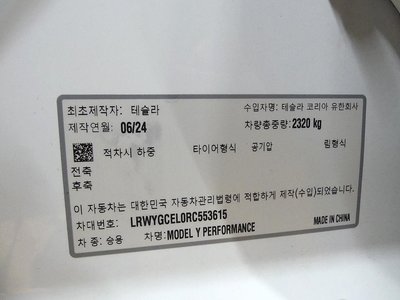 최초제작자: 테슬라 수입자명: 테슬라 코리아 유한회사
제작연월: 06/24 차량총중량: 2320 kg
적차시 하중 타이어형식 공기압 림형식
전축
후축
이 자동차는 대한민국 자동차관리법령에 적합하게 제작(수입)되었습니다.
차대번호: LRWYGCEL0RC553615 MADE IN CHINA
차 종: 승용 차명: MODEL Y PERFORMANCE